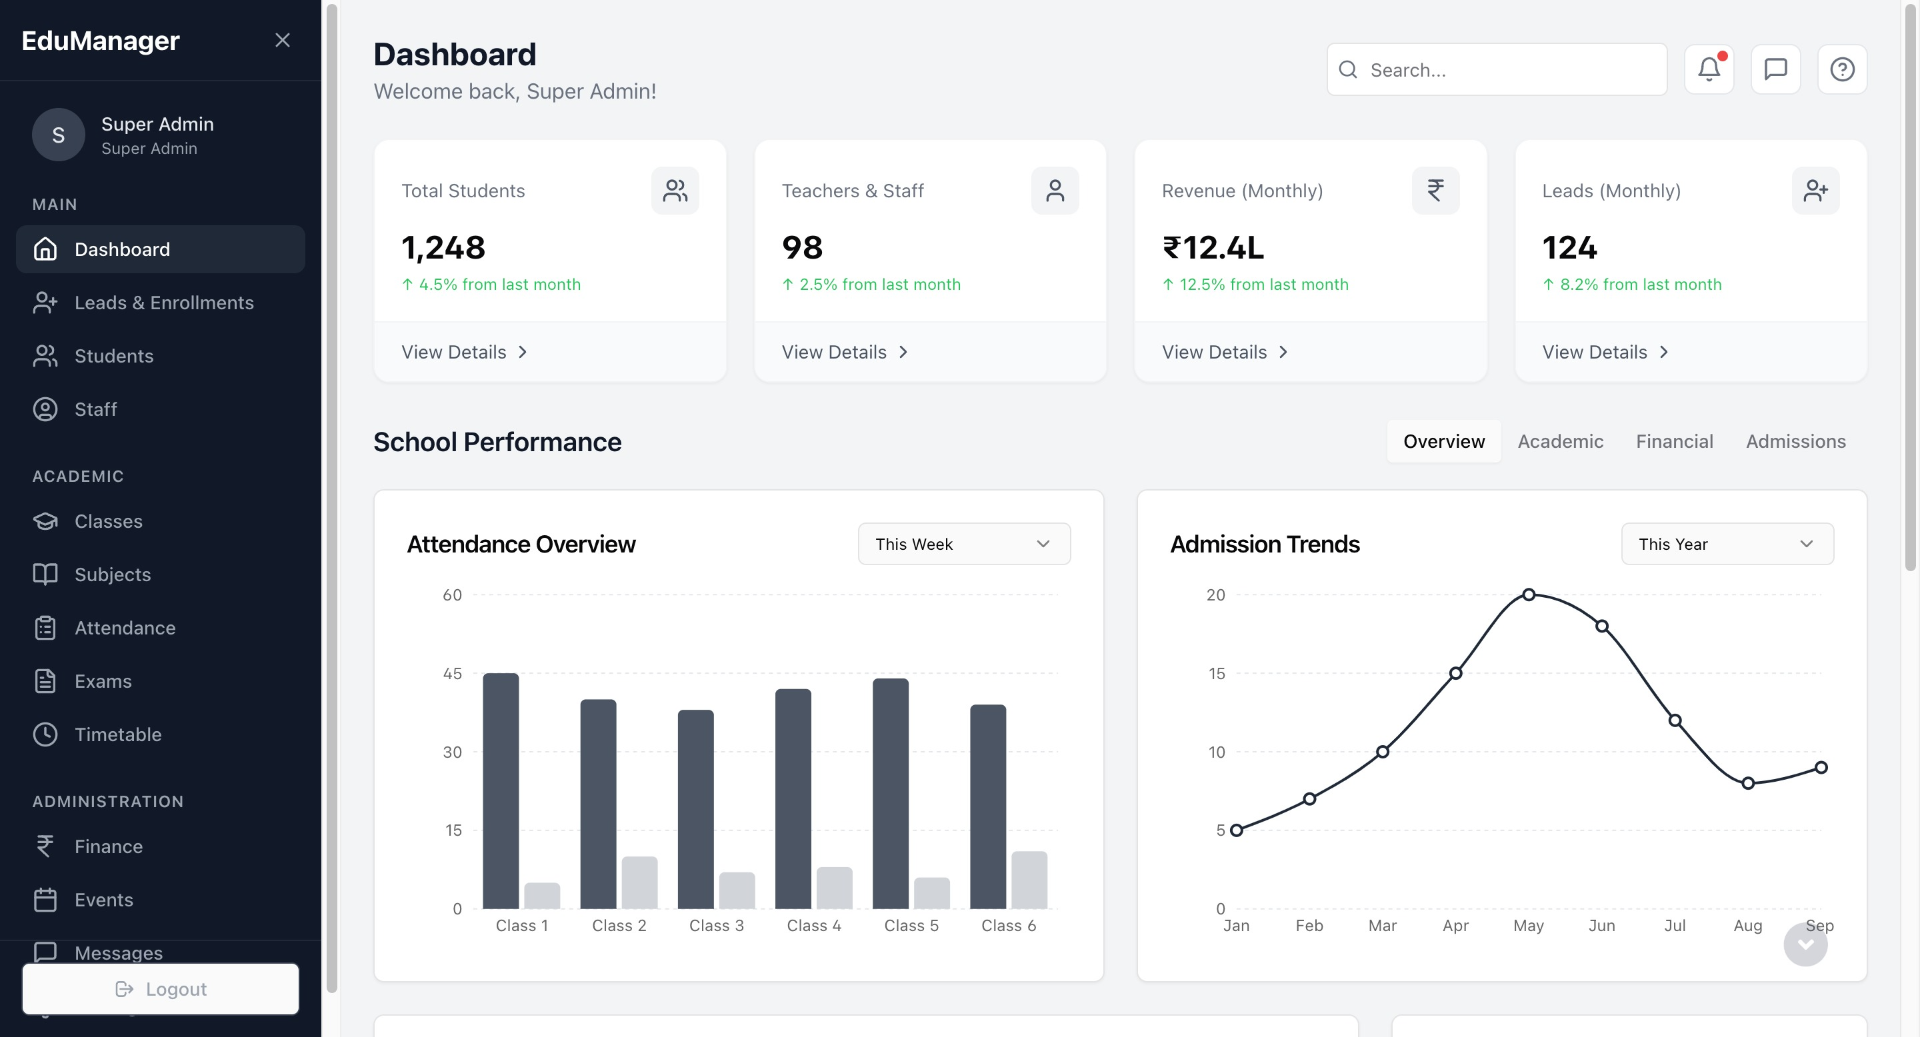 EduManager
S
Super Admin
Super Admin
MAIN
Dashboard
Leads & Enrollments
Students
Staff
ACADEMIC
Classes
Subjects
Attendance
Exams
Timetable
ADMINISTRATION
Finance
Events
Messages
Logout
Dashboard
Welcome back, Super Admin!
Search...
Total Students
1,248
↑ 4.5% from last month
View Details
Teachers & Staff
98
↑ 2.5% from last month
View Details
Revenue (Monthly)
₹12.4L
↑ 12.5% from last month
View Details
Leads (Monthly)
124
↑ 8.2% from last month
View Details
School Performance
Overview Academic Financial Admissions
Attendance Overview
This Week
60
45
30
15
0
Class 1 Class 2 Class 3 Class 4 Class 5 Class 6
Admission Trends
This Year
20
15
10
5
0
Jan Feb Mar Apr May Jun Jul Aug Sep